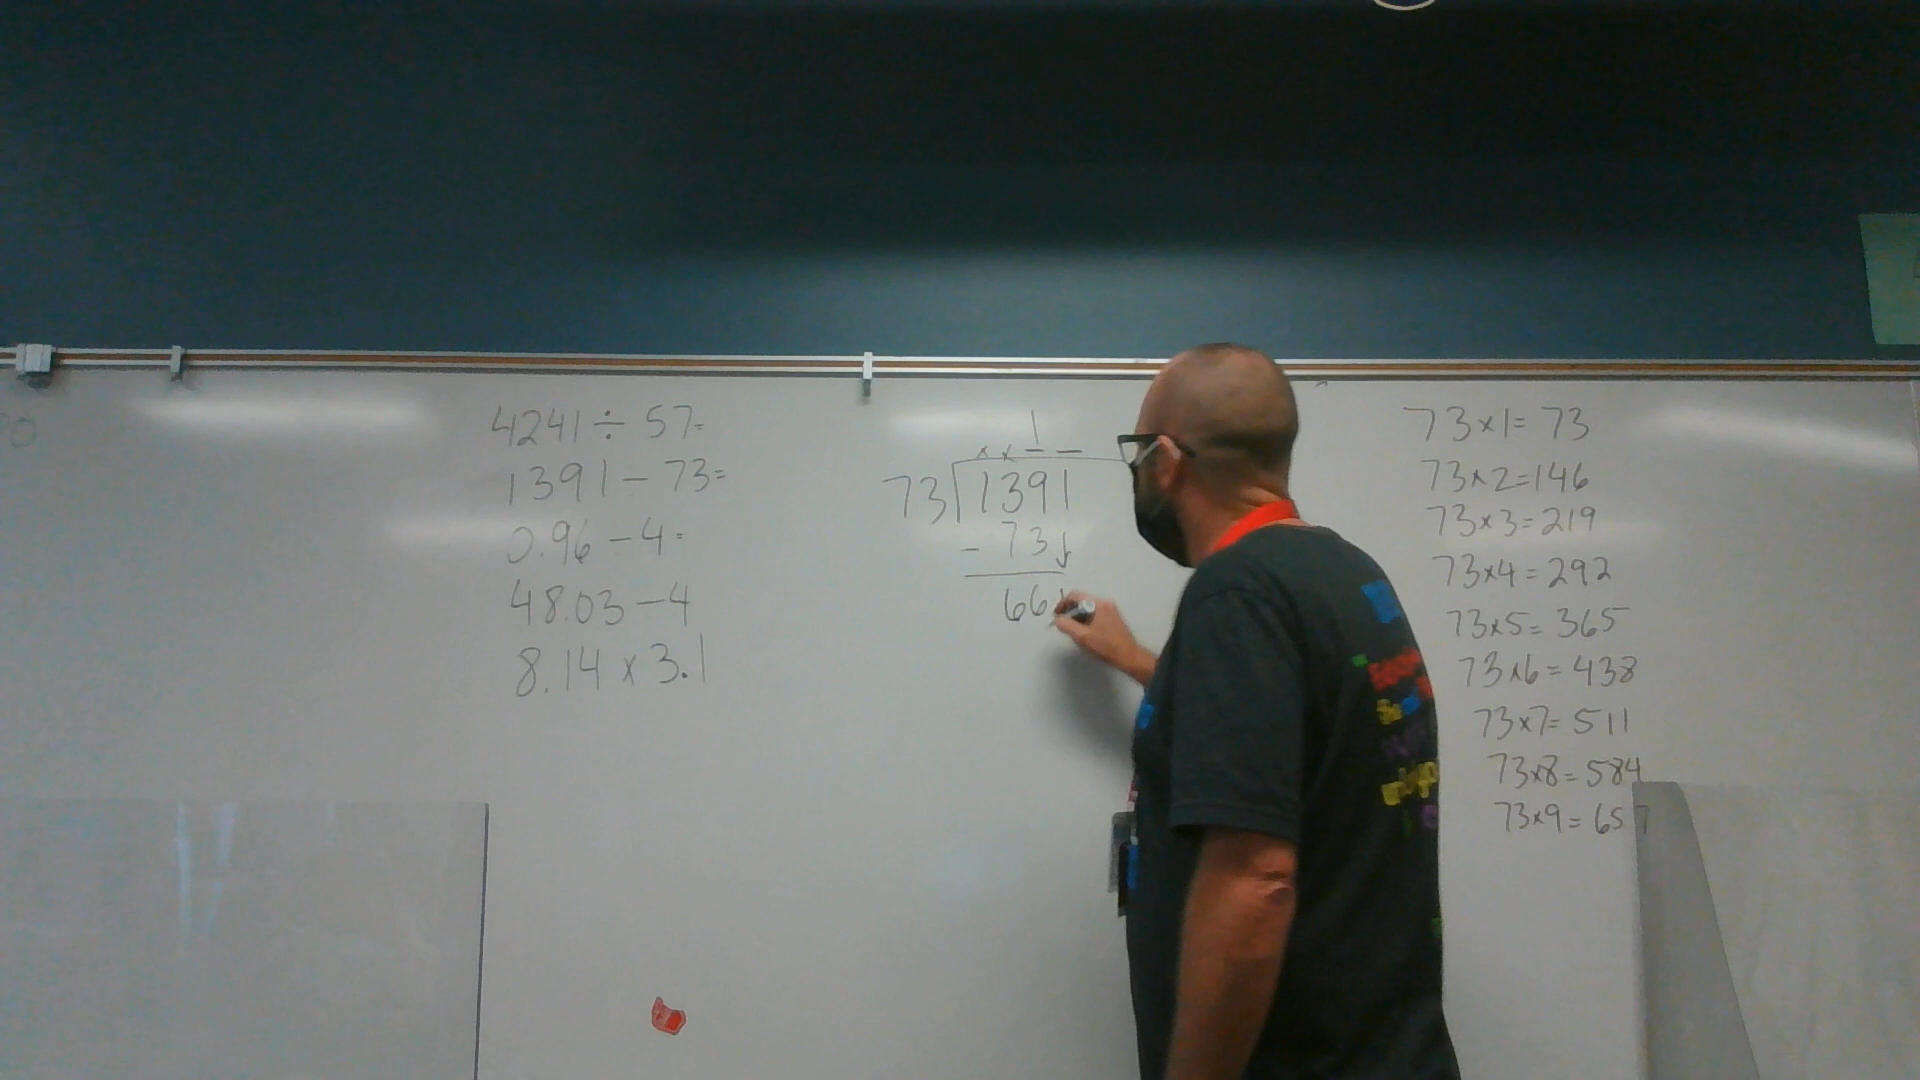 4241 ÷ 57=
1391 – 73=
0.96 – 4=
48.03 – 4
8.14 x 3.1
1
x x _ _
73 1391
- 73↓
661
73x1= 73
73x2=146
73x3=219
73x4=292
73x5=365
73x6=438
73x7=511
73x8=584
73x9=657